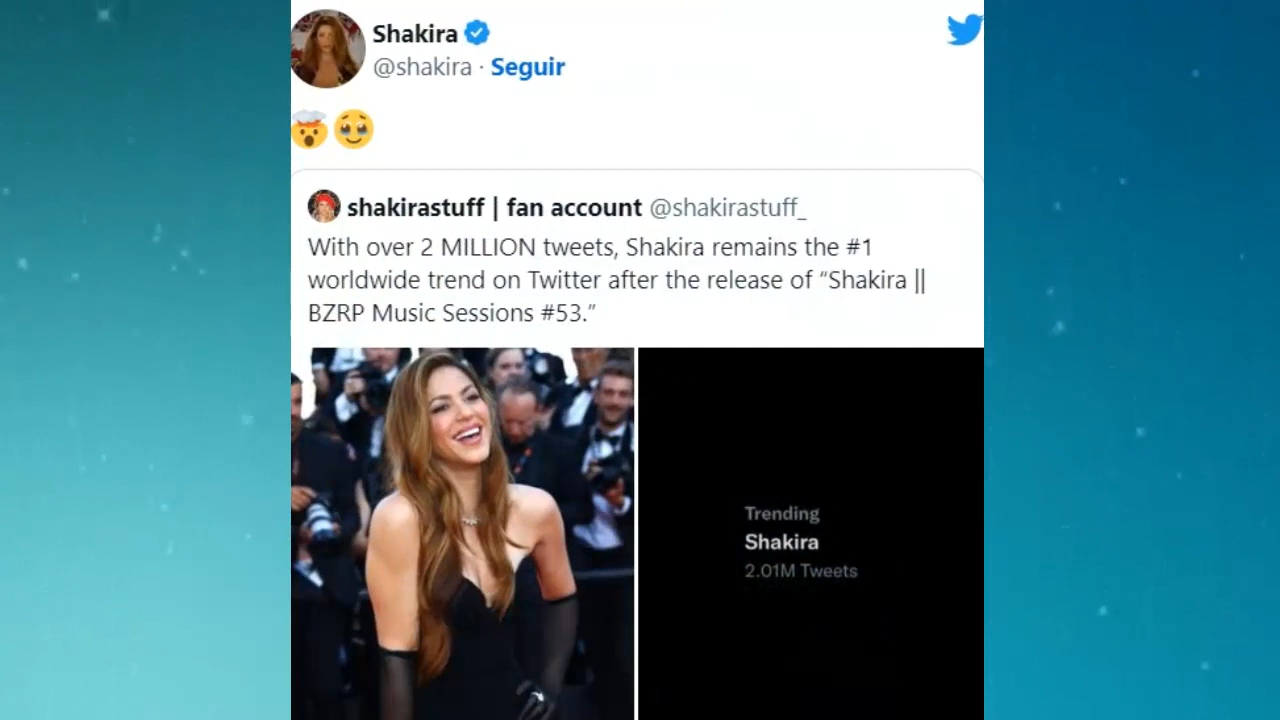 Shakira
@shakira · Seguir
🤯🥹
shakirastuff | fan account @shakirastuff_
With over 2 MILLION tweets, Shakira remains the #1
worldwide trend on Twitter after the release of “Shakira ||
BZRP Music Sessions #53.”
Trending
Shakira
2.01M Tweets